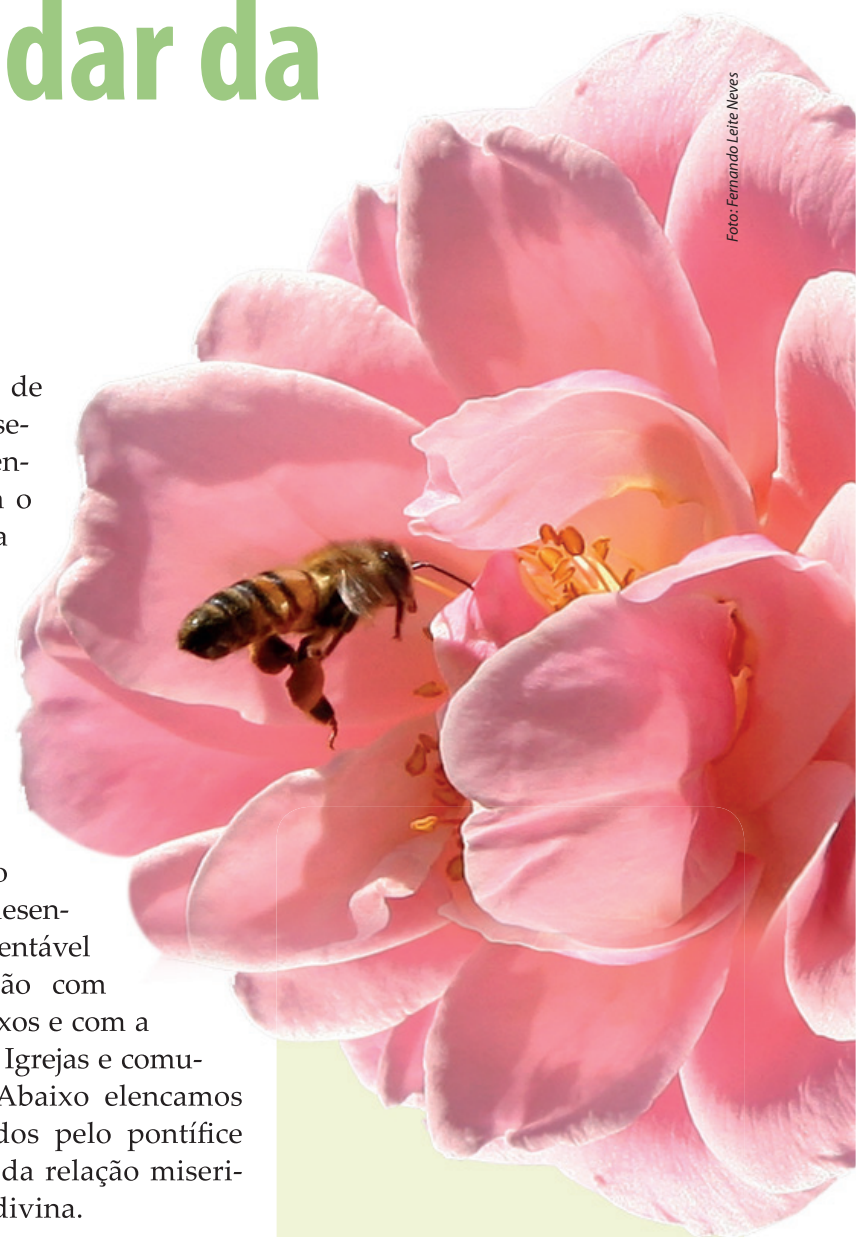 dar da
Foto: Fernando Leite Neves
de
se-
en-
o
a
o
desen-
entável
ão com
xos e com a
Igrejas e comu-
Abaixo elencamos
dos pelo pontífice
da relação miseri-
divina.